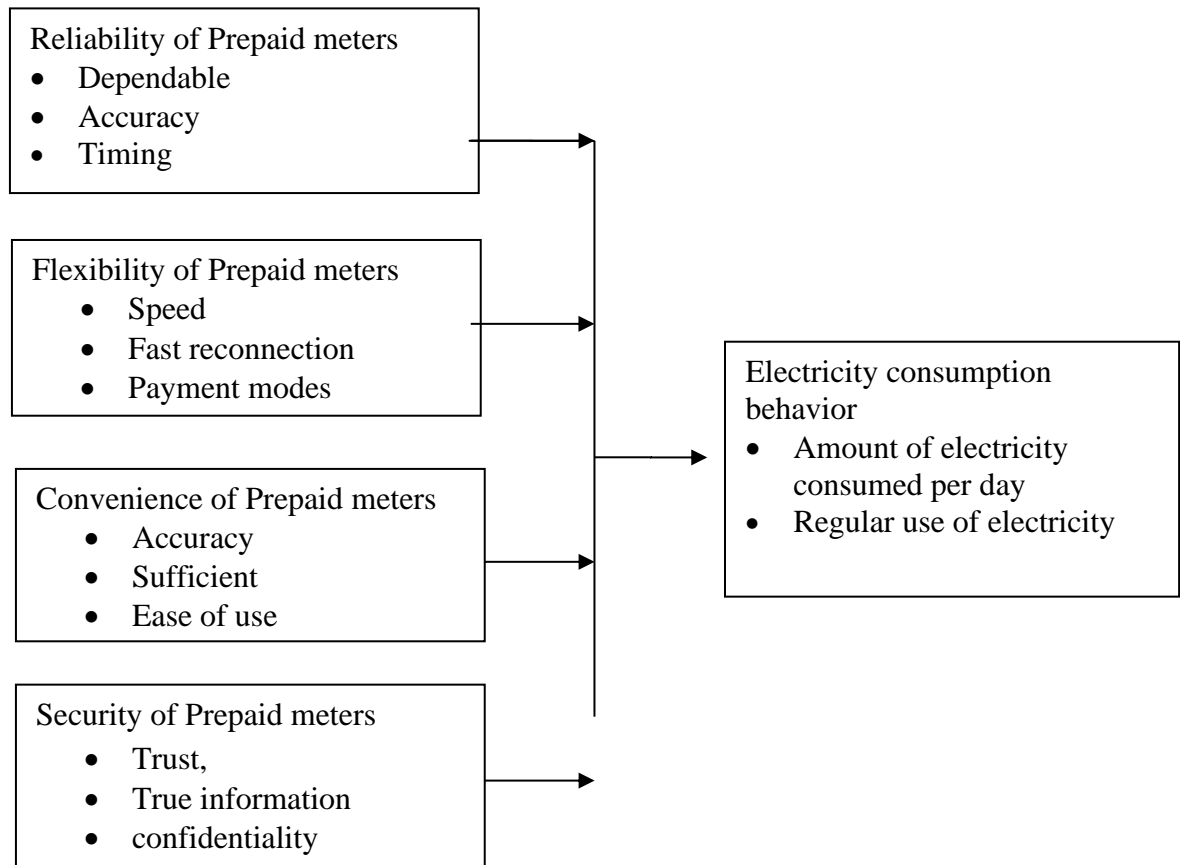 Reliability of Prepaid meters
• Dependable
• Accuracy
• Timing
Flexibility of Prepaid meters
• Speed
• Fast reconnection
• Payment modes
Convenience of Prepaid meters
• Accuracy
• Sufficient
• Ease of use
Security of Prepaid meters
• Trust,
• True information
• confidentiality
Electricity consumption
behavior
• Amount of electricity
consumed per day
• Regular use of electricity